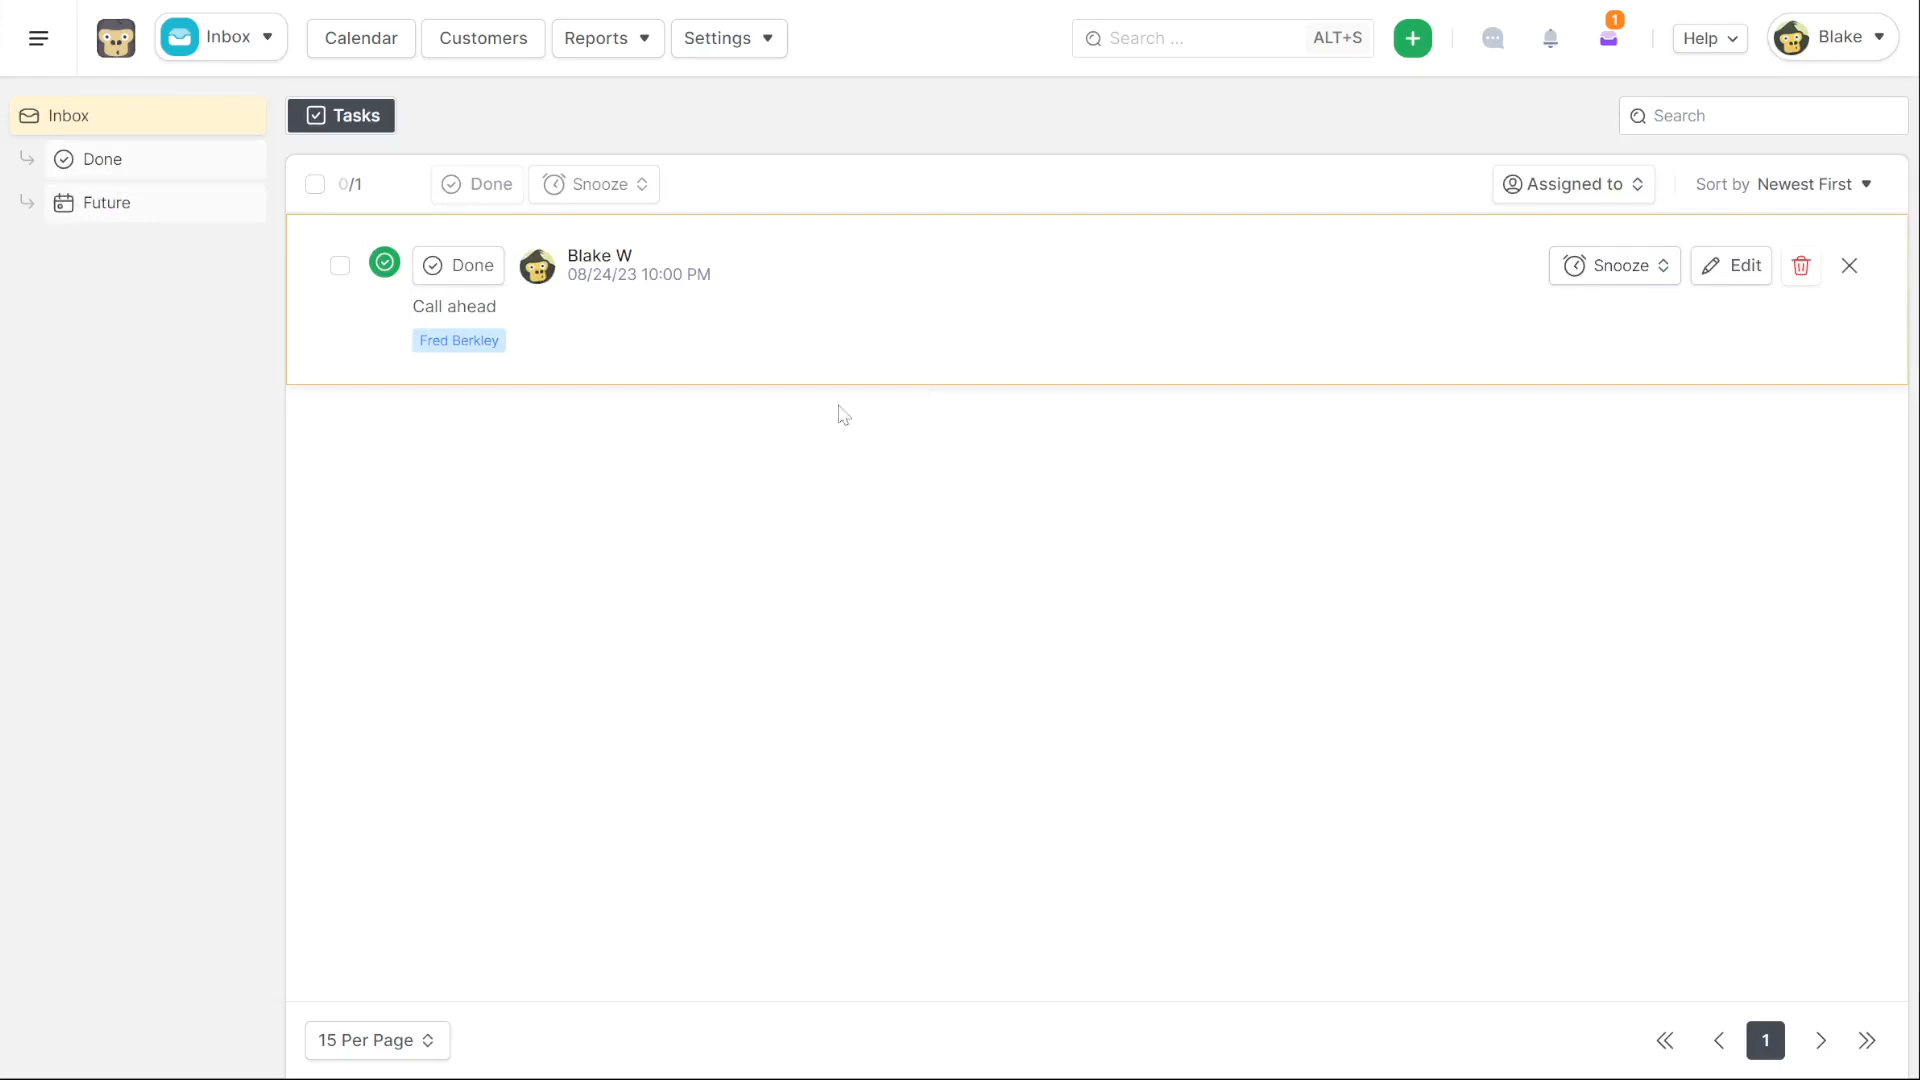 Inbox
Calendar
Customers
Reports
Settings
Search ...
ALT+S
1
Help
Blake
Inbox
Done
Future
Tasks
Search
0/1
Done
Snooze
Assigned to
Sort by Newest First
Done
Blake W
08/24/23 10:00 PM
Snooze
Edit
Call ahead
Fred Berkley
15 Per Page
1